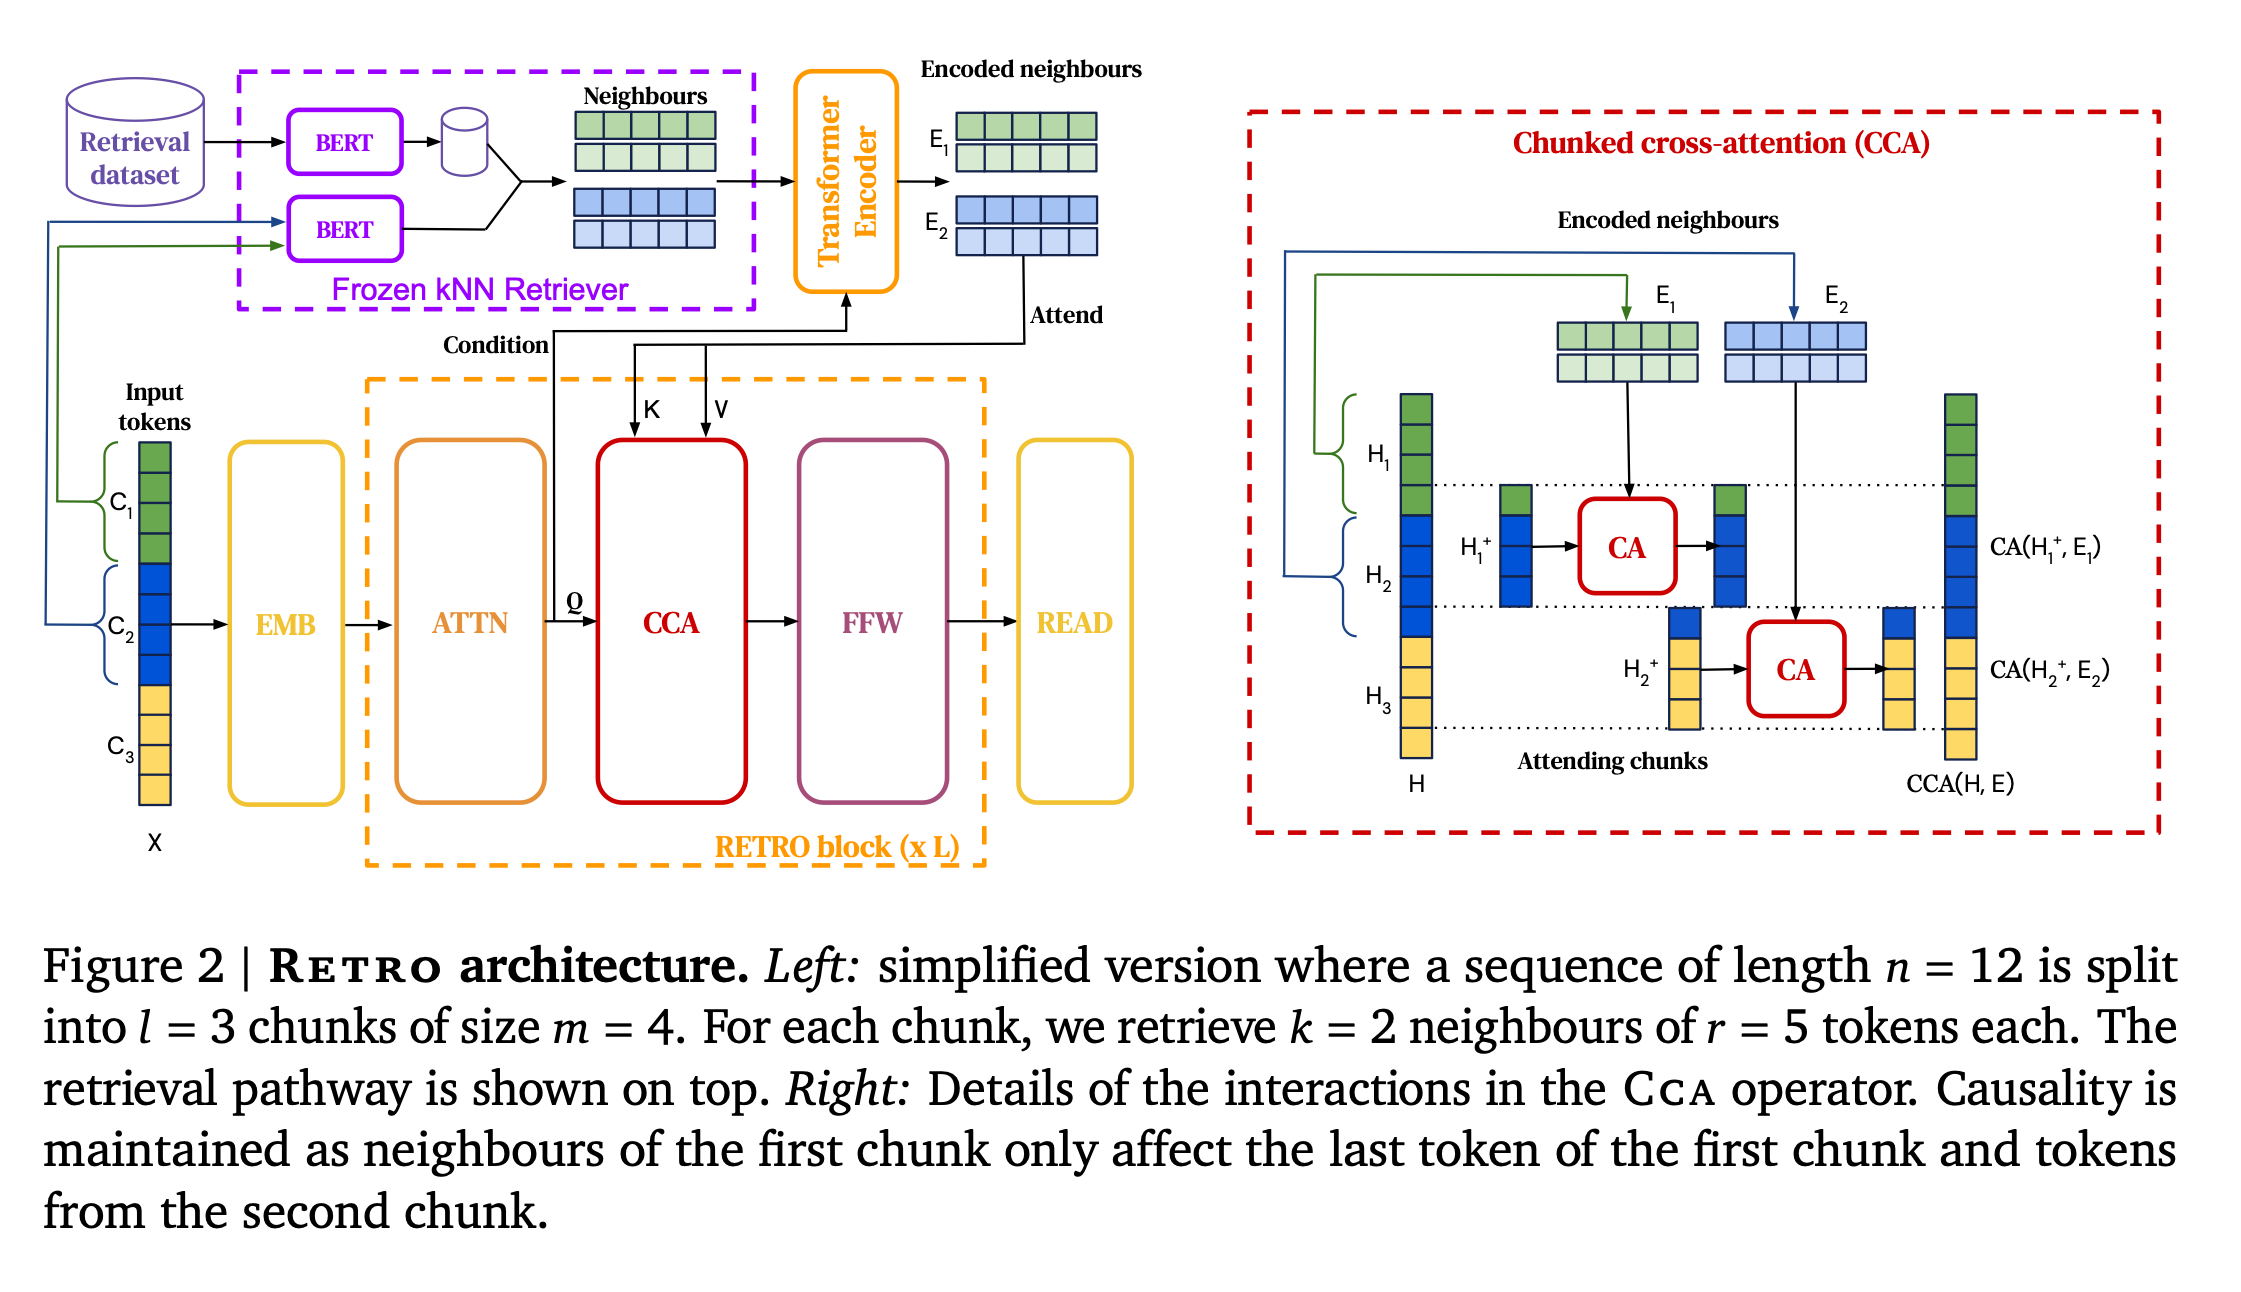 Retrieval
dataset
BERT
BERT
Neighbours
Frozen kNN Retriever
Transformer
Encoder
Encoded neighbours
E1
E2
Condition
Attend
Input
tokens
C1
C2
C3
X
EMB
ATTN
Q
K
V
CCA
FFW
READ
RETRO block (x L)
Chunked cross-attention (CCA)
Encoded neighbours
E1
E2
H1
H2
H3
H
H1+
CA
H2+
CA
Attending chunks
CA(H1+, E1)
CA(H2+, E2)
CCA(H, E)
Figure 2 | RETRO architecture. Left: simplified version where a sequence of length n = 12 is split
into l = 3 chunks of size m = 4. For each chunk, we retrieve k = 2 neighbours of r = 5 tokens each. The
retrieval pathway is shown on top. Right: Details of the interactions in the CCA operator. Causality is
maintained as neighbours of the first chunk only affect the last token of the first chunk and tokens
from the second chunk.